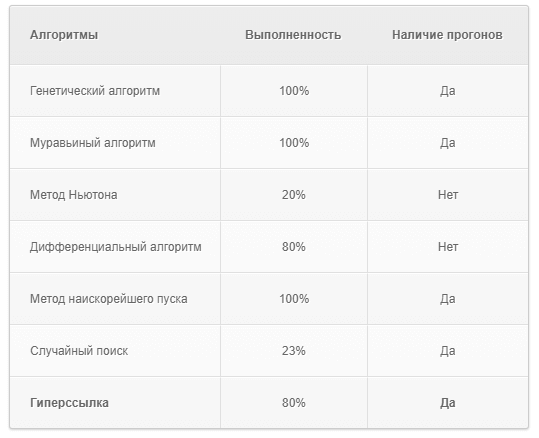 Алгоритмы Выполненность Наличие прогонов
Генетический алгоритм 100% Да
Муравьиный алгоритм 100% Да
Метод Ньютона 20% Нет
Дифференциальный алгоритм 80% Нет
Метод наискорейшего пуска 100% Да
Случайный поиск 23% Да
Гиперссылка 80% Да